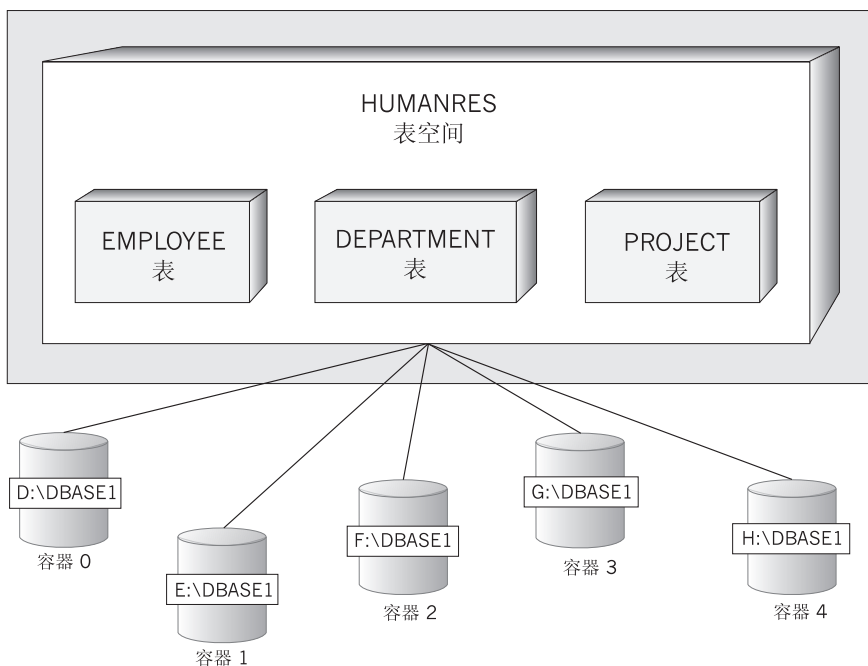 HUMANRES
表空间
EMPLOYEE
表
DEPARTMENT
表
PROJECT
表
D:\DBASE1
容器 0
E:\DBASE1
容器 1
F:\DBASE1
容器 2
G:\DBASE1
容器 3
H:\DBASE1
容器 4